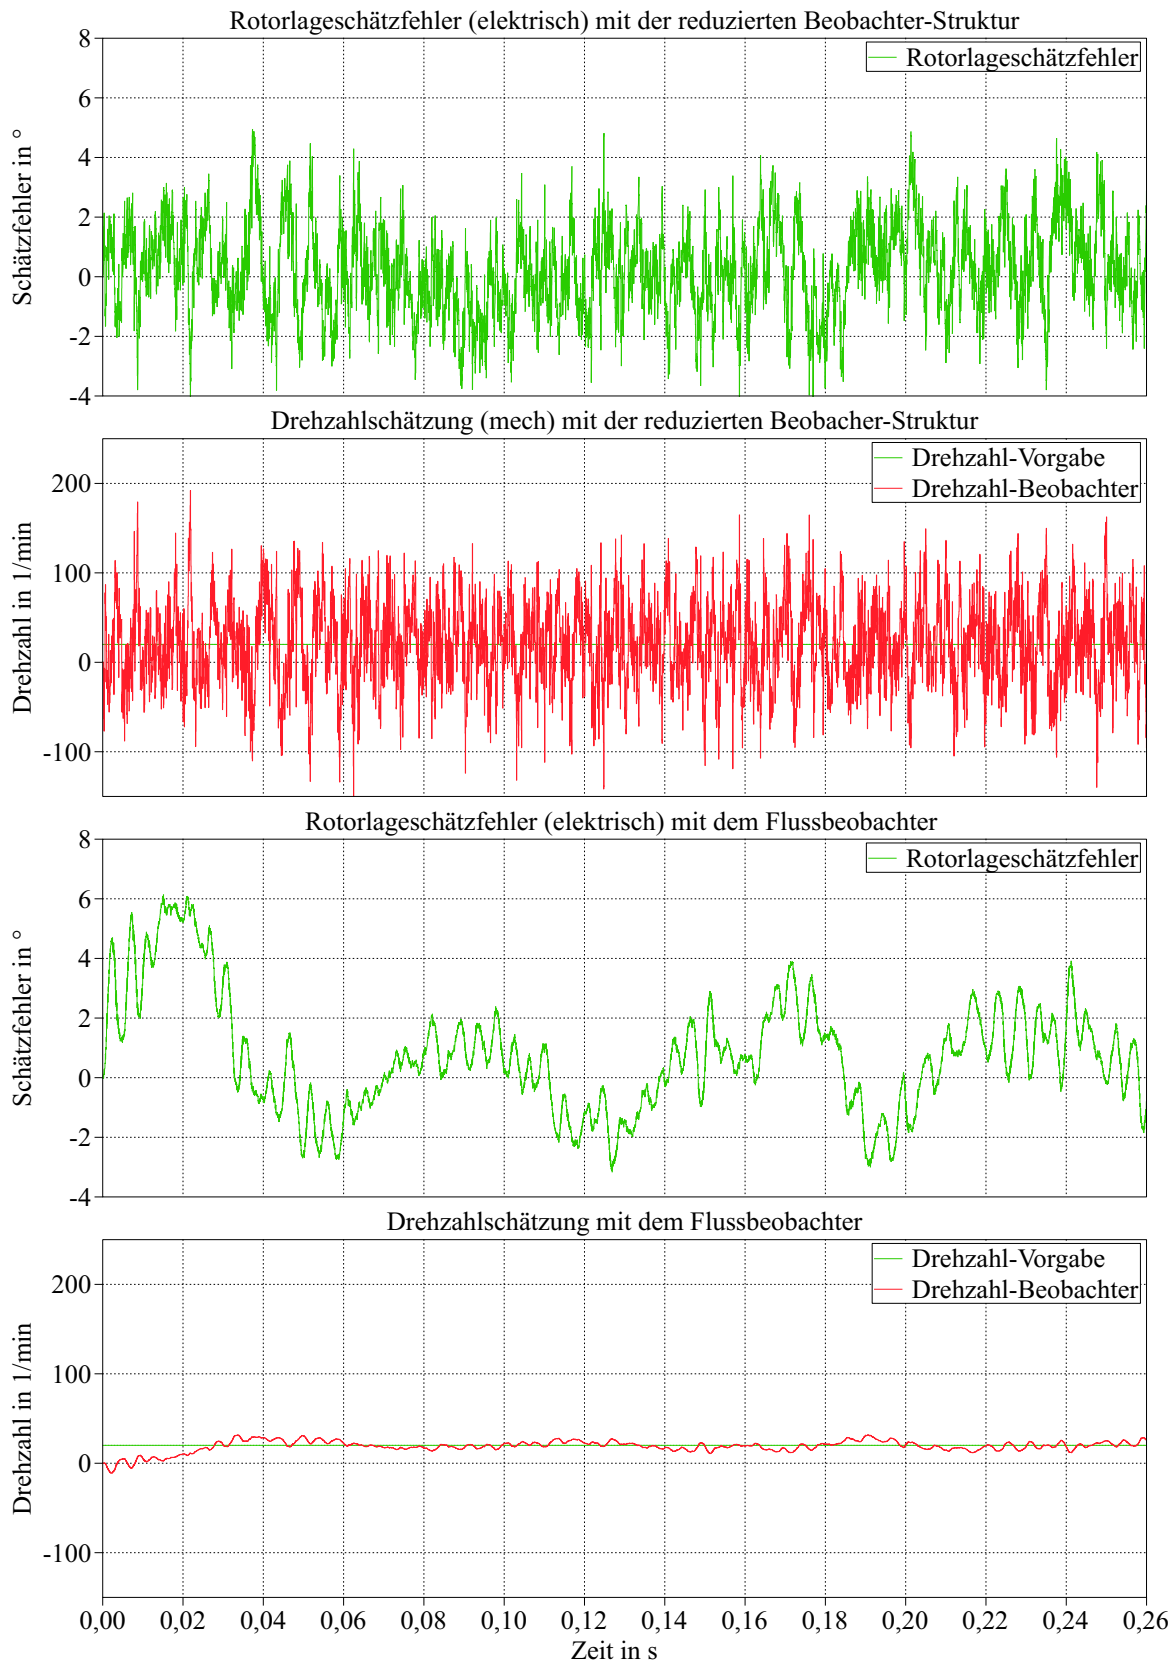 Rotorlageschätzfehler (elektrisch) mit der reduzierten Beobachter-Struktur
Rotorlageschätzfehler
Schätzfehler in °
8
6
4
2
0
-2
-4
Drehzahlschätzung (mech) mit der reduzierten Beobacher-Struktur
Drehzahl-Vorgabe
Drehzahl-Beobachter
Drehzahl in 1/min
200
100
0
-100
Rotorlageschätzfehler (elektrisch) mit dem Flussbeobachter
Rotorlageschätzfehler
Schätzfehler in °
8
6
4
2
0
-2
-4
Drehzahlschätzung mit dem Flussbeobachter
Drehzahl-Vorgabe
Drehzahl-Beobachter
Drehzahl in 1/min
200
100
0
-100
0,00 0,02 0,04 0,06 0,08 0,10 0,12 0,14 0,16 0,18 0,20 0,22 0,24 0,26
Zeit in s